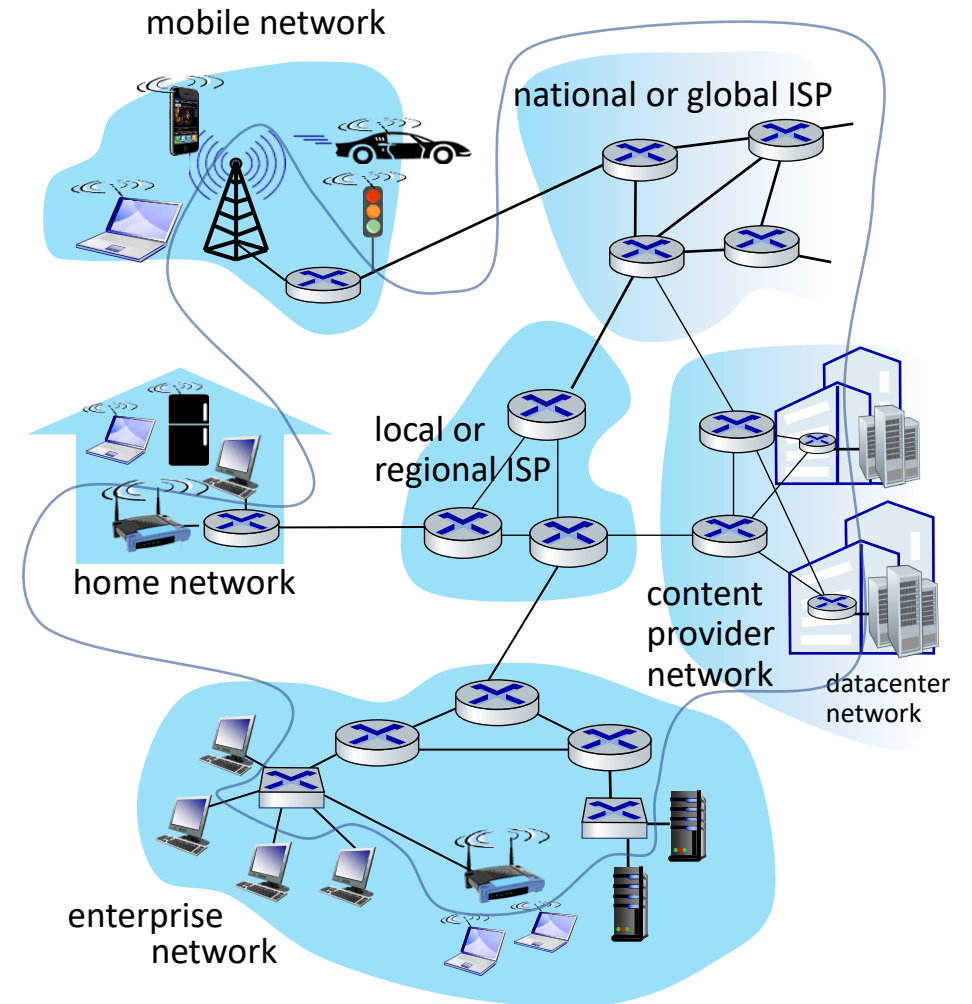 mobile network
national or global ISP
local or
regional ISP
home network
content
provider
network
datacenter
network
enterprise
network